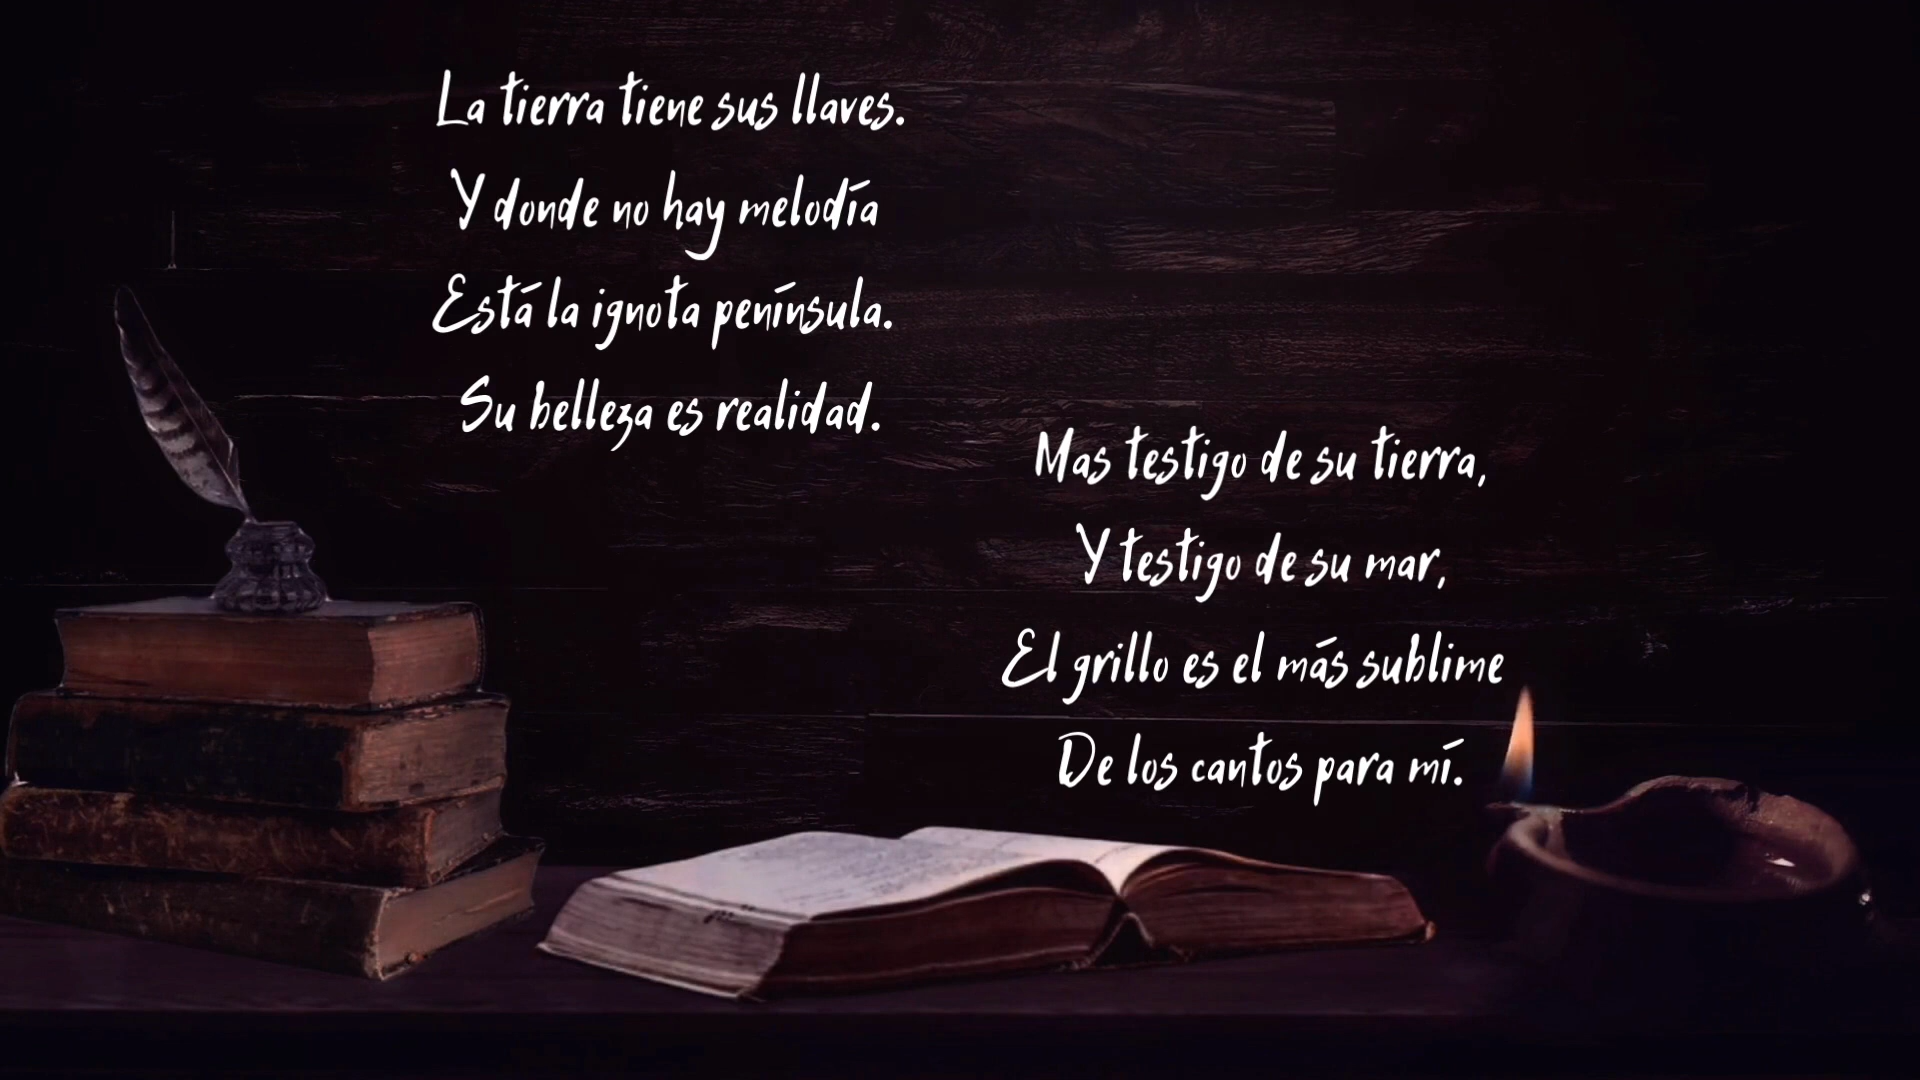 La tierra tiene sus llaves.
Y donde no hay melodía
Está la ignota península.
Su belleza es realidad.
Mas testigo de su tierra,
Y testigo de su mar,
El grillo es el más sublime
De los cantos para mí.